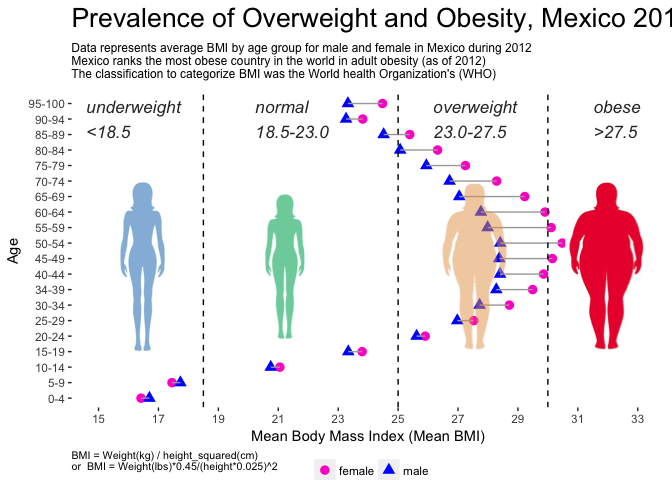 Prevalence of Overweight and Obesity, Mexico 201
Data represents average BMI by age group for male and female in Mexico during 2012
Mexico ranks the most obese country in the world in adult obesity (as of 2012)
The classification to categorize BMI was the World health Organization's (WHO)
underweight normal overweight obese
<18.5 18.5-23.0 23.0-27.5 >27.5
Age
95-100
90-94
85-89
80-84
75-79
70-74
65-69
60-64
55-59
50-54
45-49
40-44
34-39
30-34
25-29
20-24
15-19
10-14
5-9
0-4
15 17 19 21 23 25 27 29 31 33
Mean Body Mass Index (Mean BMI)
BMI = Weight(kg) / height_squared(cm)
or BMI = Weight(lbs)*0.45/(height*0.025)^2
female male